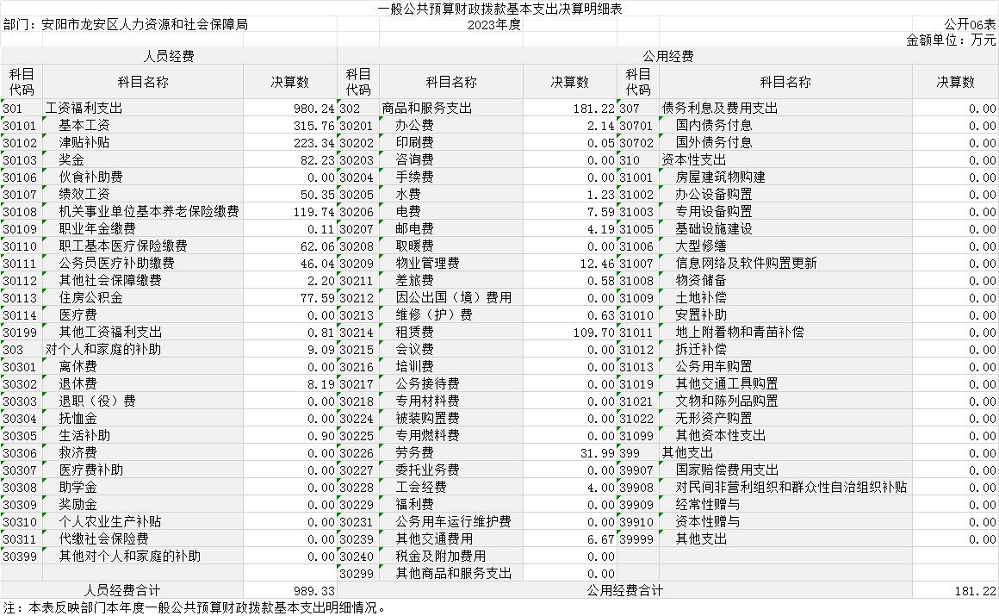 一般公共预算财政拨款基本支出决算明细表
部门：安阳市龙安区人力资源和社会保障局 2023年度 公开06表
金额单位：万元
人员经费 公用经费
科目代码 科目名称 决算数 科目代码 科目名称 决算数 科目代码 科目名称 决算数
301 工资福利支出 980.24 302 商品和服务支出 181.22 307 债务利息及费用支出 0.00
30101 基本工资 315.76 30201 办公费 2.14 30701 国内债务付息 0.00
30102 津贴补贴 223.34 30202 印刷费 0.05 30702 国外债务付息 0.00
30103 奖金 82.23 30203 咨询费 0.00 310 资本性支出 0.00
30106 伙食补助费 0.00 30204 手续费 0.00 31001 房屋建筑物购建 0.00
30107 绩效工资 50.35 30205 水费 1.23 31002 办公设备购置 0.00
30108 机关事业单位基本养老保险缴费 119.74 30206 电费 7.59 31003 专用设备购置 0.00
30109 职业年金缴费 0.11 30207 邮电费 4.19 31005 基础设施建设 0.00
30110 职工基本医疗保险缴费 62.06 30208 取暖费 0.00 31006 大型修缮 0.00
30111 公务员医疗补助缴费 46.04 30209 物业管理费 12.46 31007 信息网络及软件购置更新 0.00
30112 其他社会保障缴费 2.20 30211 差旅费 0.58 31008 物资储备 0.00
30113 住房公积金 77.59 30212 因公出国（境）费用 0.00 31009 土地补偿 0.00
30114 医疗费 0.00 30213 维修（护）费 0.63 31010 安置补助 0.00
30199 其他工资福利支出 0.81 30214 租赁费 109.70 31011 地上附着物和青苗补偿 0.00
303 对个人和家庭的补助 9.09 30215 会议费 0.00 31012 拆迁补偿 0.00
30301 离休费 0.00 30216 培训费 0.00 31013 公务用车购置 0.00
30302 退休费 8.19 30217 公务接待费 0.00 31019 其他交通工具购置 0.00
30303 退职（役）费 0.00 30218 专用材料费 0.00 31021 文物和陈列品购置 0.00
30304 抚恤金 0.00 30224 被装购置费 0.00 31022 无形资产购置 0.00
30305 生活补助 0.90 30225 专用燃料费 0.00 31099 其他资本性支出 0.00
30306 救济费 0.00 30226 劳务费 31.99 399 其他支出 0.00
30307 医疗费补助 0.00 30227 委托业务费 0.00 39907 国家赔偿费用支出 0.00
30308 助学金 0.00 30228 工会经费 4.00 39908 对民间非营利组织和群众性自治组织补贴 0.00
30309 奖励金 0.00 30229 福利费 0.00 39909 经常性赠与 0.00
30310 个人农业生产补贴 0.00 30231 公务用车运行维护费 0.00 39910 资本性赠与 0.00
30311 代缴社会保险费 0.00 30239 其他交通费用 6.67 39999 其他支出 0.00
30399 其他对个人和家庭的补助 0.00 30240 税金及附加费用 0.00
30299 其他商品和服务支出 0.00
人员经费合计 989.33 公用经费合计 181.22
注：本表反映部门本年度一般公共预算财政拨款基本支出明细情况。